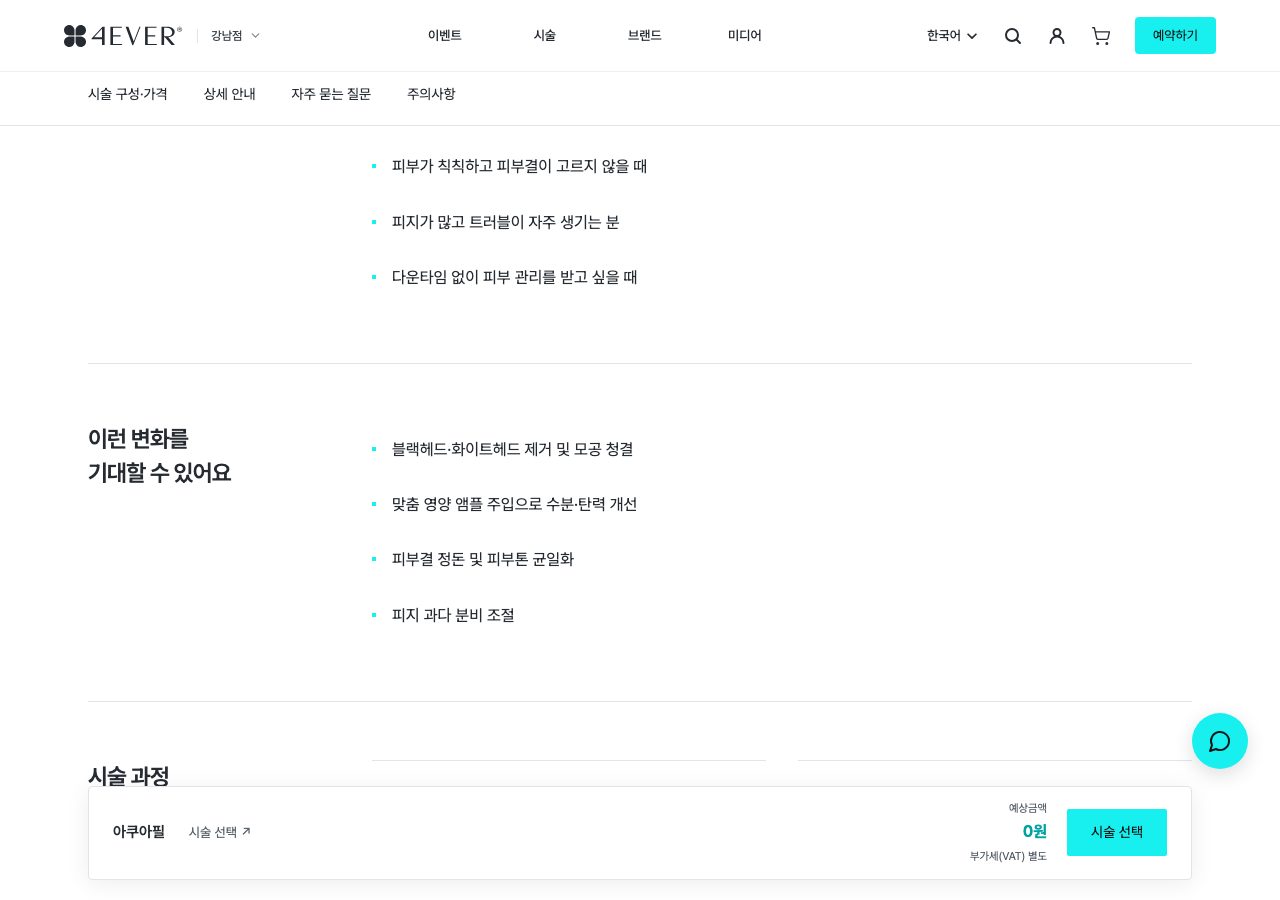 4EVER®
강남점
이벤트
시술
브랜드
미디어
한국어
예약하기
시술 구성·가격
상세 안내
자주 묻는 질문
주의사항
피부가 칙칙하고 피부결이 고르지 않을 때
피지가 많고 트러블이 자주 생기는 분
다운타임 없이 피부 관리를 받고 싶을 때
이런 변화를
기대할 수 있어요
블랙헤드·화이트헤드 제거 및 모공 청결
맞춤 영양 앰플 주입으로 수분·탄력 개선
피부결 정돈 및 피부톤 균일화
피지 과다 분비 조절
시술 과정
아쿠아필
시술 선택 ↗
예상금액
0원
부가세(VAT) 별도
시술 선택